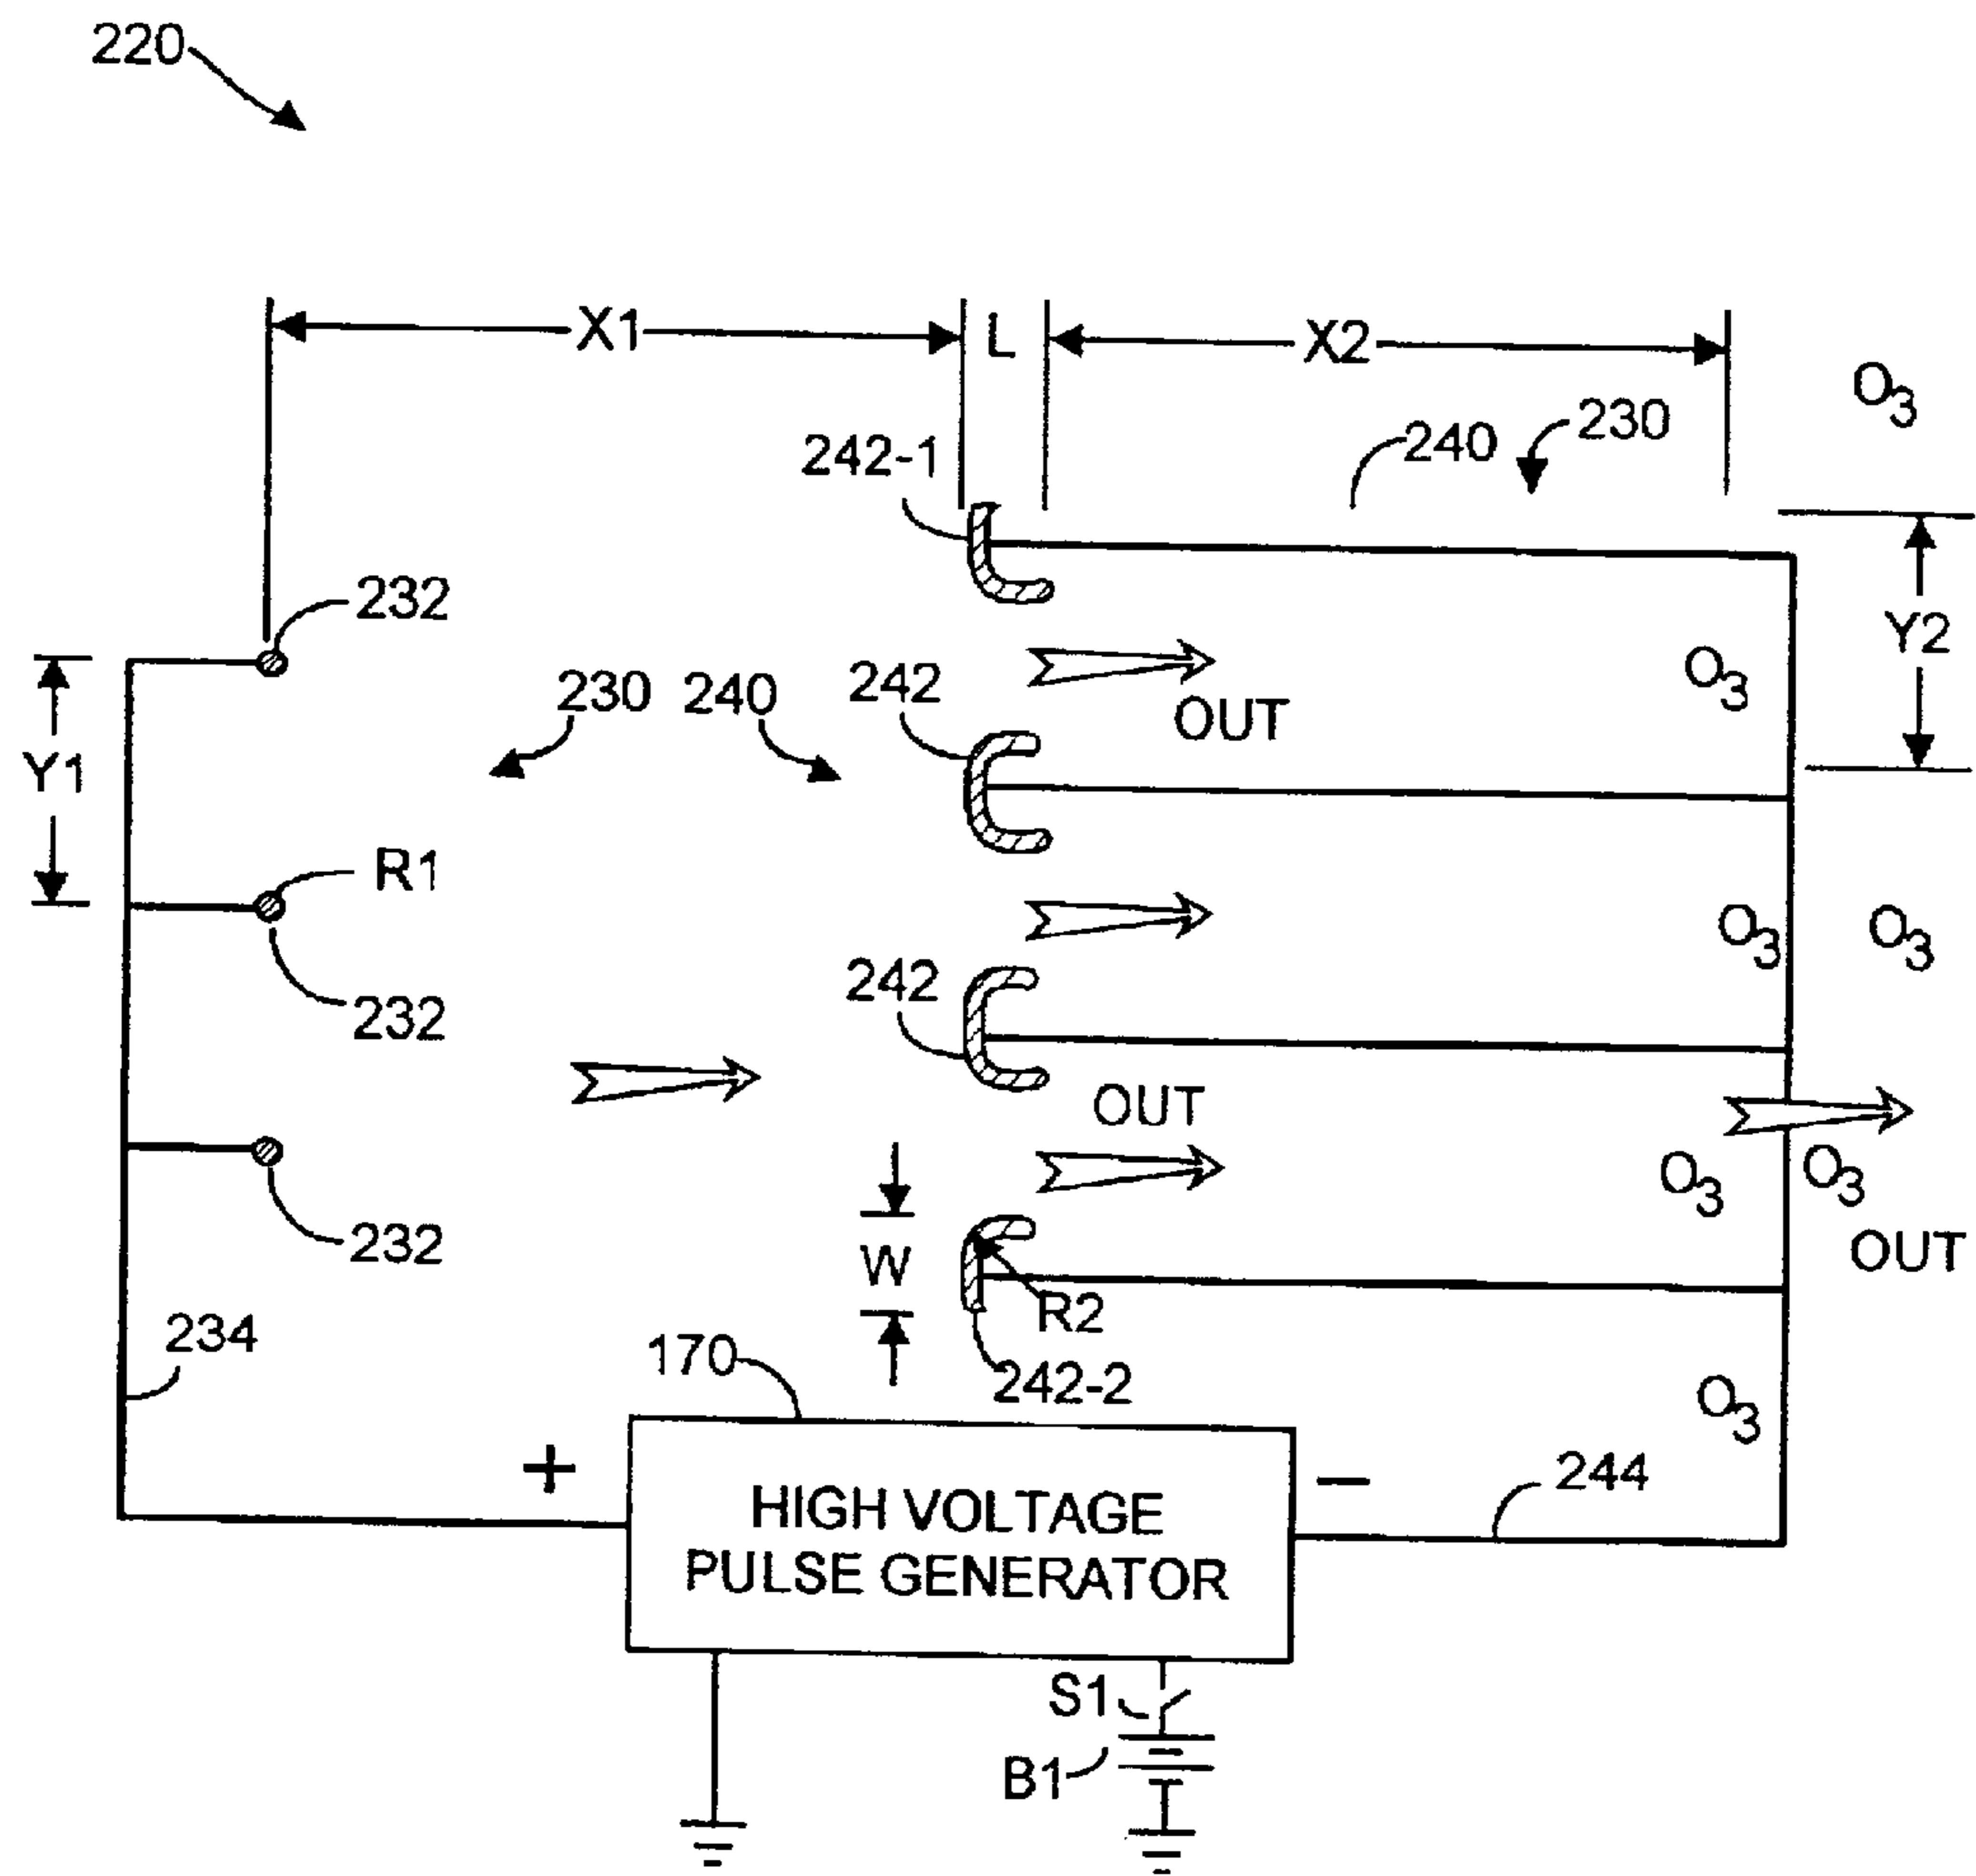 220
X1
L
X2
O3
242-1
240
230
232
Y1
230
240
242
OUT
O3
Y2
R1
232
242
O3
O3
OUT
232
W
R2
242-2
O3
O3
OUT
234
170
+
HIGH VOLTAGE
PULSE GENERATOR
−
244
O3
S1
B1